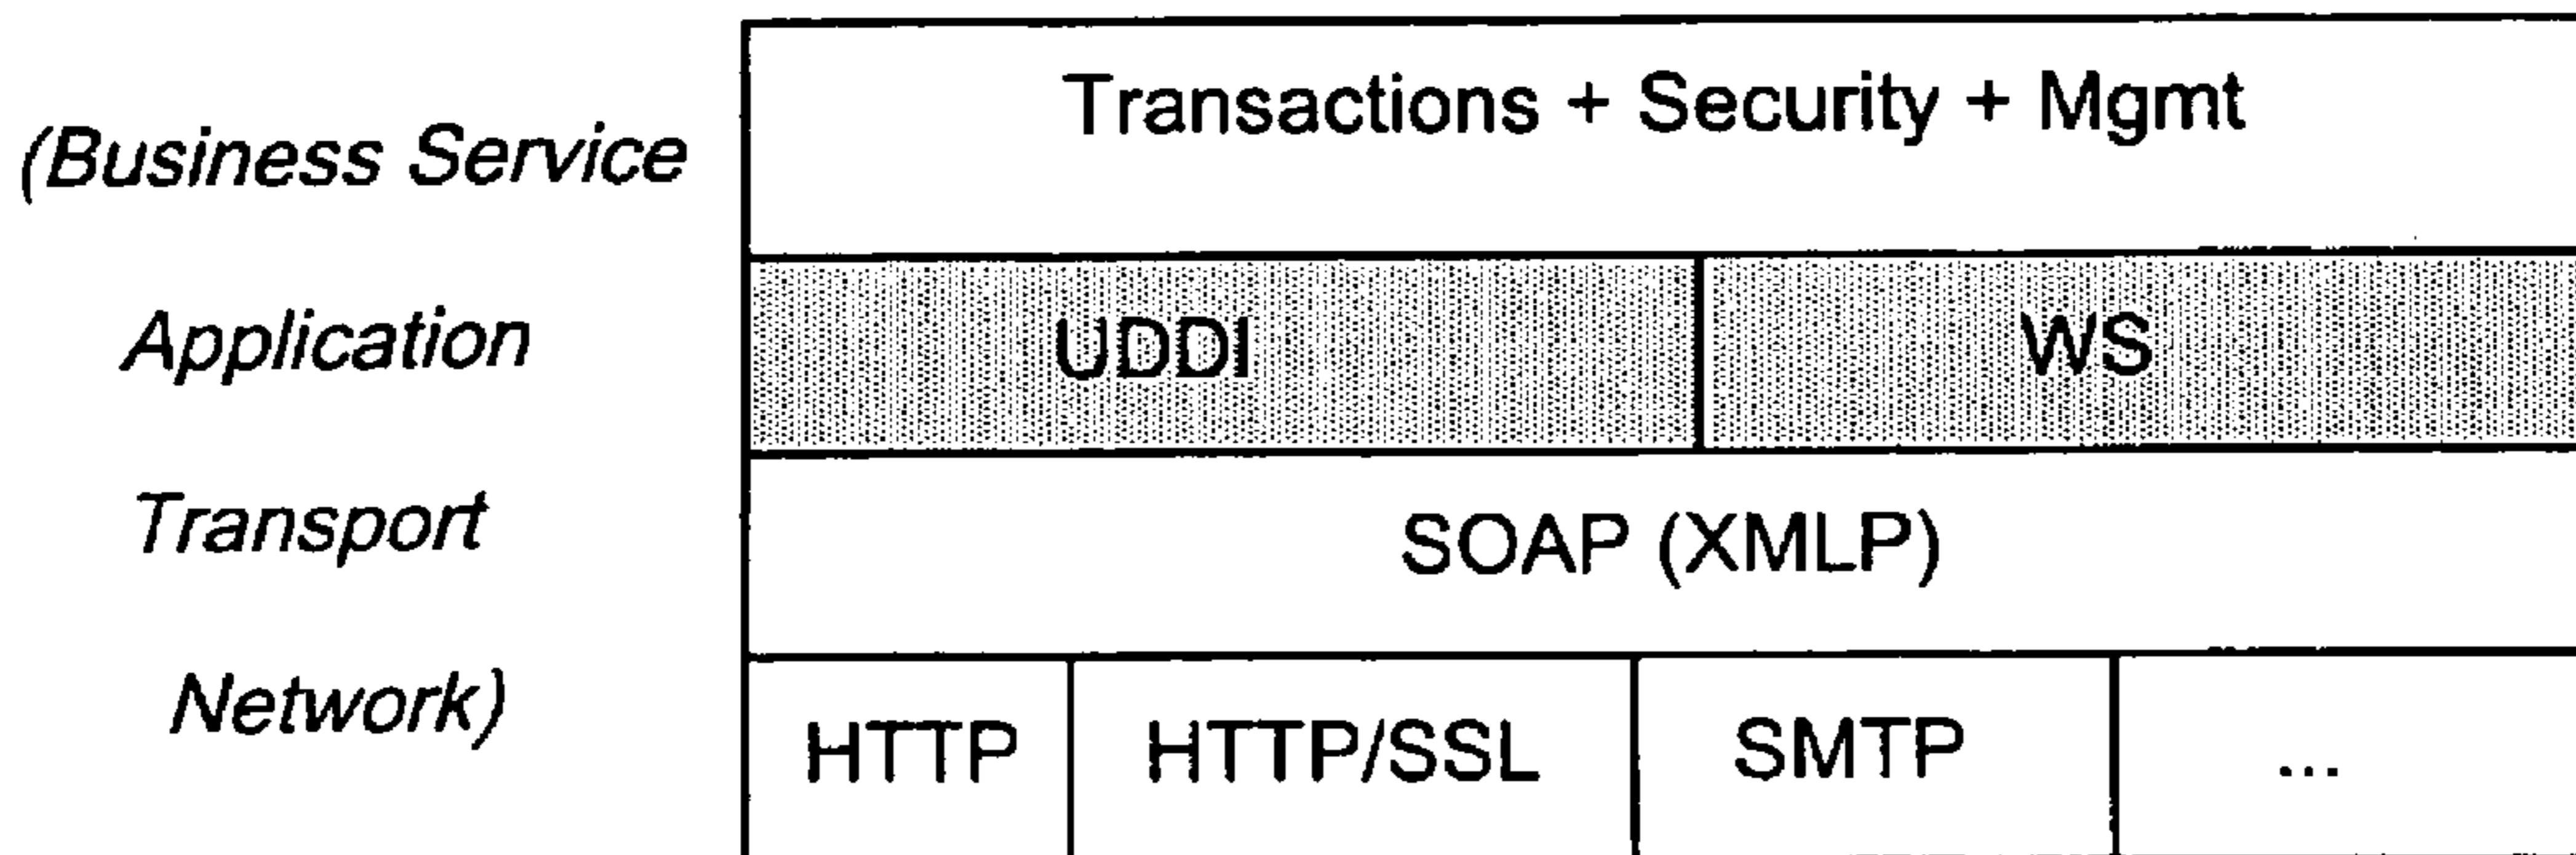 Transactions + Security + Mgmt
(Business Service
UDDI WS
Application
Transport
SOAP (XMLP)
Network)
HTTP HTTP/SSL SMTP ...